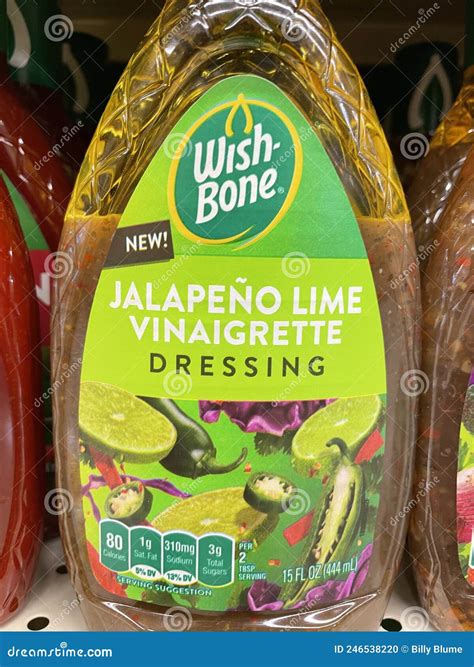 Wish-
Bone®
NEW!
JALAPEÑO LIME
VINAIGRETTE
DRESSING
80 Calories
1g Sat. Fat 5% DV
310mg Sodium 13% DV
3g Total Sugars
PER 2 TBSP SERVING
SERVING SUGGESTION
15 FL OZ (444 mL)
dreamstime
dreamstime.com
ID 246538220 © Billy Blume